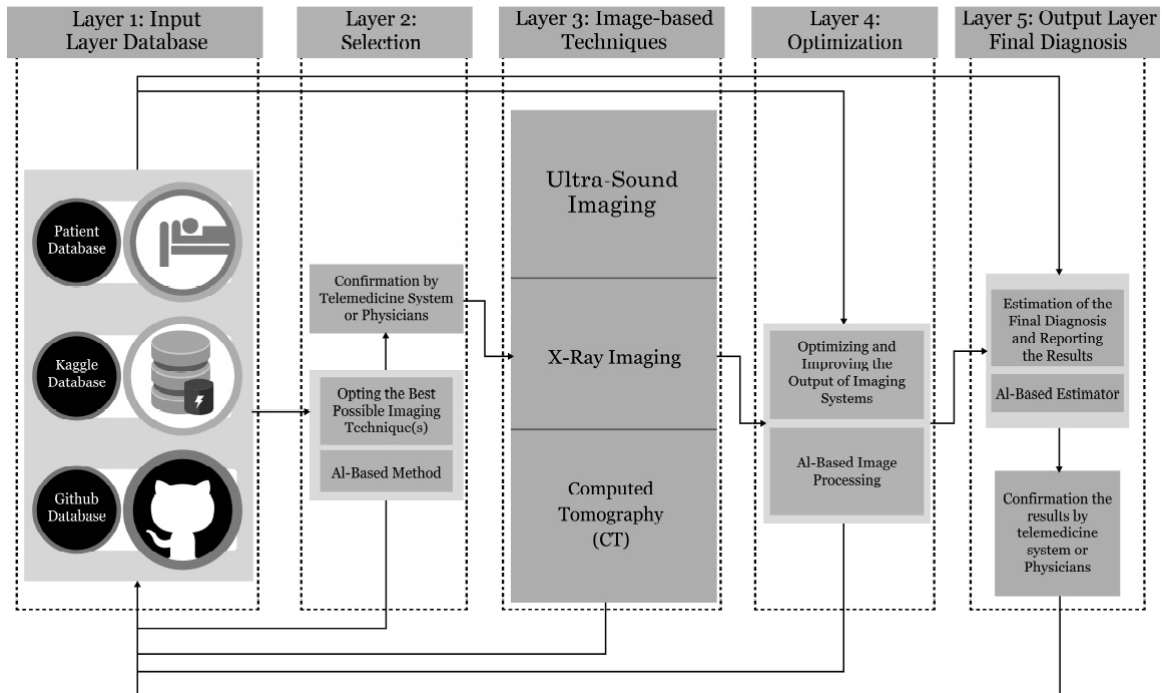 Layer 1: Input
Layer Database
Layer 2:
Selection
Layer 3: Image-based
Techniques
Layer 4:
Optimization
Layer 5: Output Layer
Final Diagnosis
Patient
Database
Kaggle
Database
Github
Database
Confirmation by
Telemedicine System
or Physicians
Opting the Best
Possible Imaging
Technique(s)
Al-Based Method
Ultra-Sound
Imaging
X-Ray Imaging
Computed
Tomography
(CT)
Optimizing and
Improving the
Output of Imaging
Systems
Al-Based Image
Processing
Estimation of the
Final Diagnosis
and Reporting
the Results
Al-Based Estimator
Confirmation the
results by
telemedicine
system or
Physicians